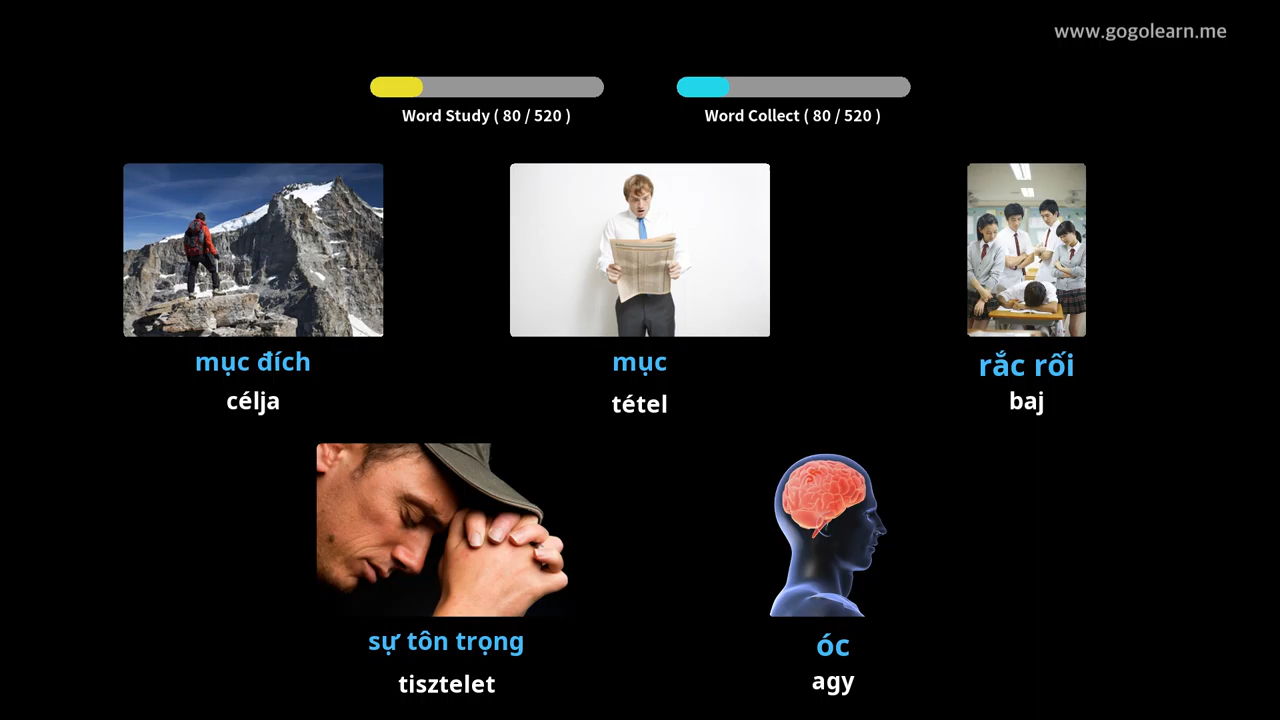 www.gogolearn.me
Word Study ( 80 / 520 )
Word Collect ( 80 / 520 )
mục đích
célja
mục
tétel
rắc rối
baj
sự tôn trọng
tisztelet
óc
agy